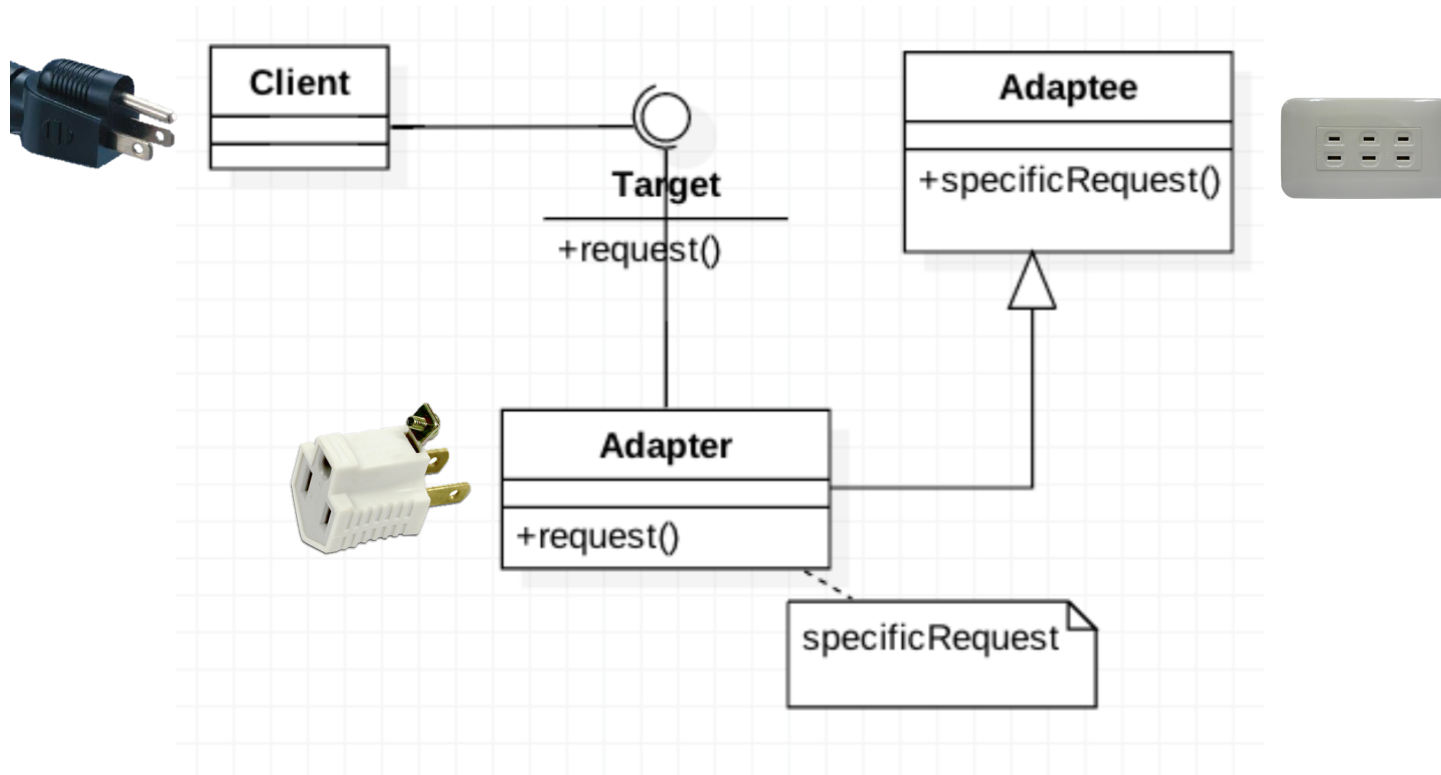 Client
Target
+request()
Adaptee
+specificRequest()
Adapter
+request()
specificRequest